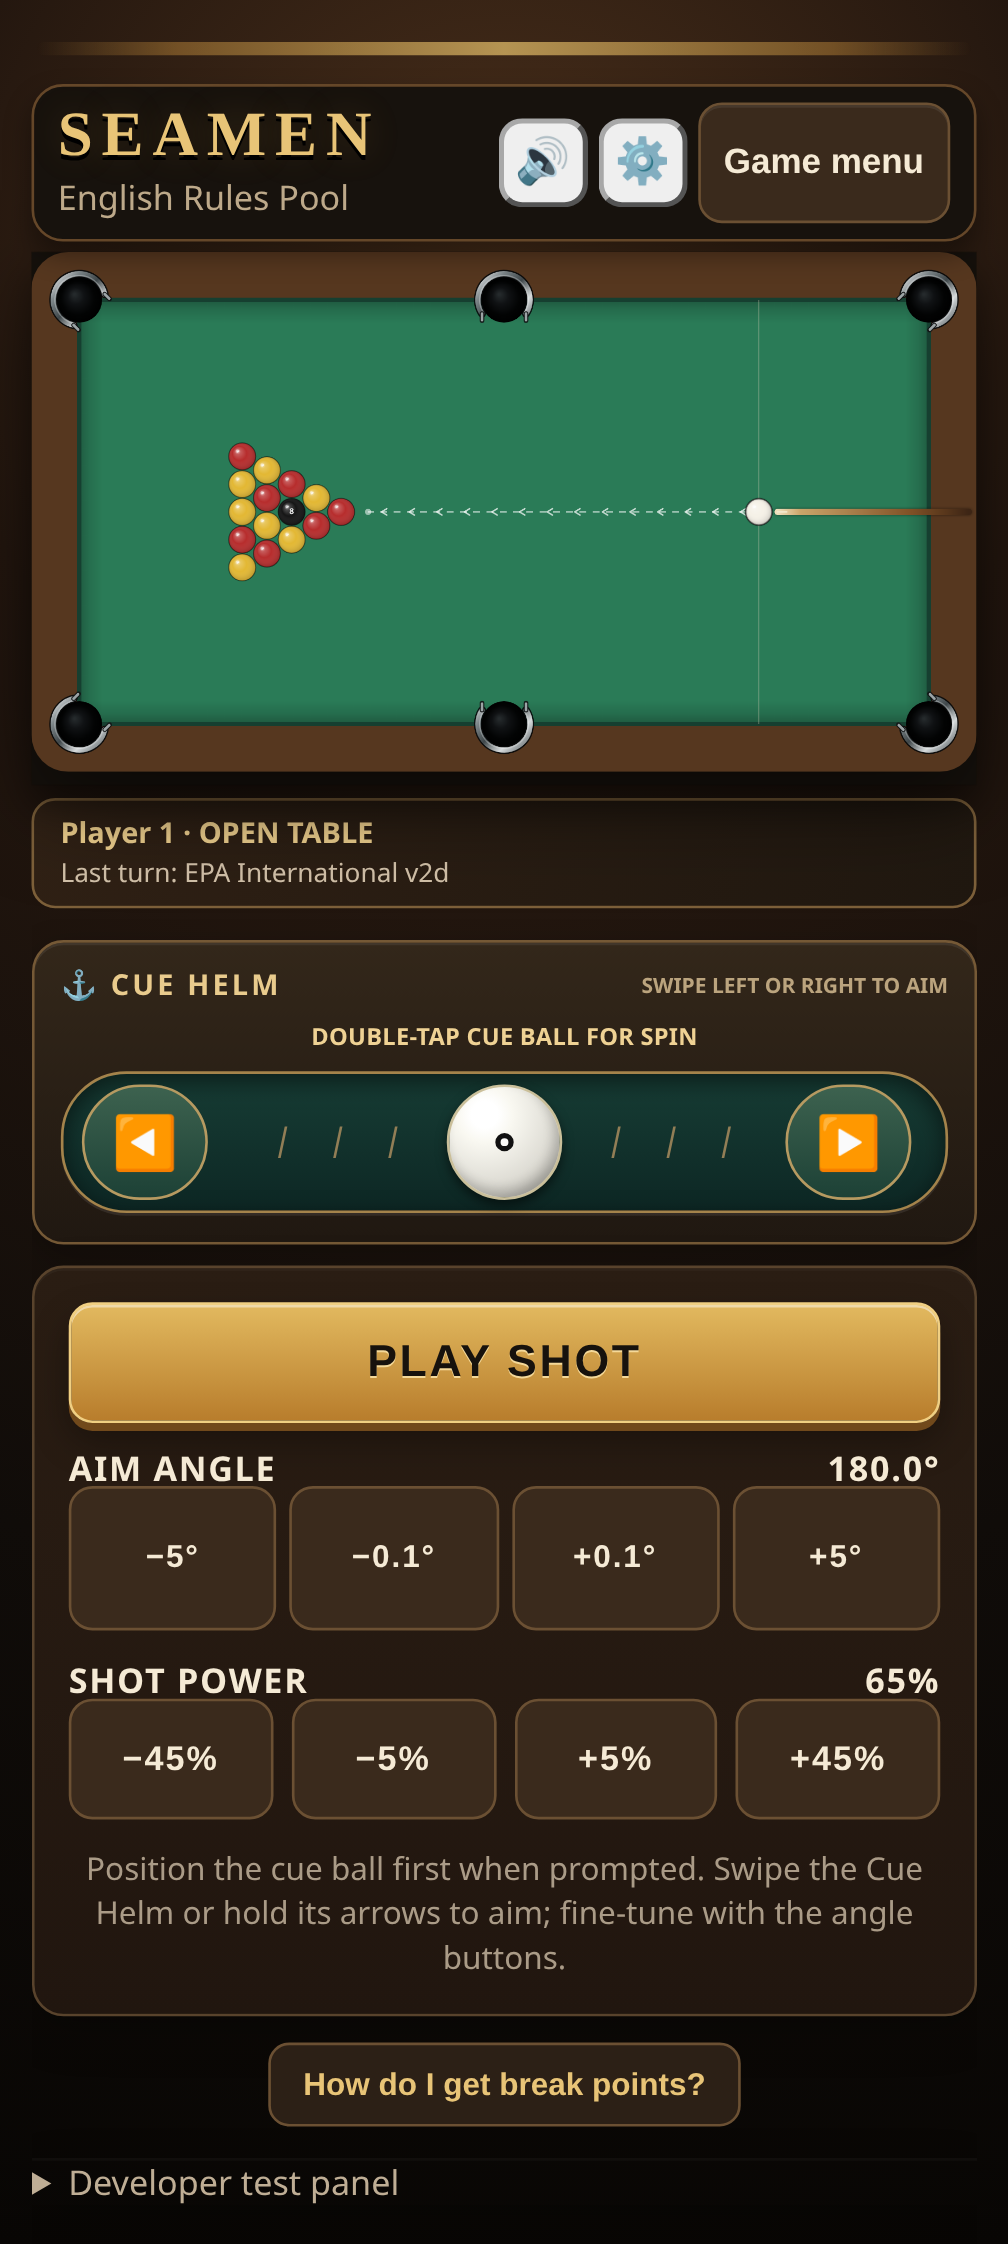 SEAMEN
English Rules Pool
Game menu
8
Player 1 · OPEN TABLE
Last turn: EPA International v2d
⚓ CUE HELM
SWIPE LEFT OR RIGHT TO AIM
DOUBLE-TAP CUE BALL FOR SPIN
PLAY SHOT
AIM ANGLE 180.0°
−5° −0.1° +0.1° +5°
SHOT POWER 65%
−45% −5% +5% +45%
Position the cue ball first when prompted. Swipe the Cue
Helm or hold its arrows to aim; fine-tune with the angle
buttons.
How do I get break points?
Developer test panel